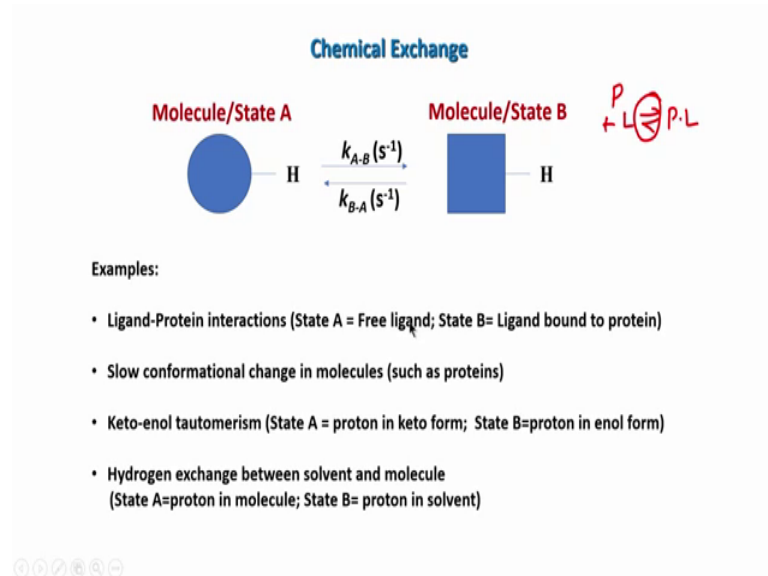 Chemical Exchange
Molecule/State A
Molecule/State B
P
+ L ⇌ P.L
k_A-B (s⁻¹)
H
H
k_B-A (s⁻¹)
Examples:
• Ligand-Protein interactions (State A = Free ligand; State B= Ligand bound to protein)
• Slow conformational change in molecules (such as proteins)
• Keto-enol tautomerism (State A = proton in keto form; State B=proton in enol form)
• Hydrogen exchange between solvent and molecule
(State A=proton in molecule; State B= proton in solvent)